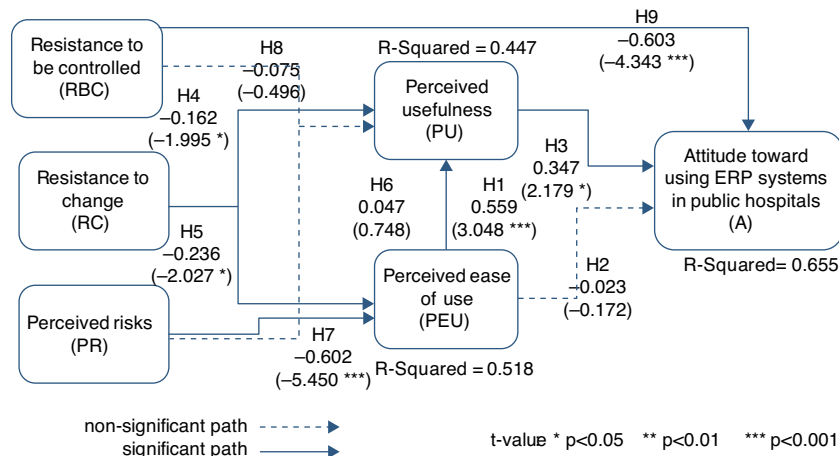 Resistance to
be controlled
(RBC)
H8
–0.075
(–0.496)
R-Squared = 0.447
H9
–0.603
(–4.343 ***)
H4
–0.162
(–1.995 *)
Perceived
usefulness
(PU)
H3
0.347
(2.179 *)
Attitude toward
using ERP systems
in public hospitals
(A)
R-Squared= 0.655
Resistance to
change
(RC)
H6
0.047
(0.748)
H1
0.559
(3.048 ***)
H5
–0.236
(–2.027 *)
H2
–0.023
(–0.172)
Perceived risks
(PR)
Perceived ease
of use
(PEU)
H7
–0.602
(–5.450 ***)
R-Squared = 0.518
non-significant path
significant path
t-value * p<0.05 ** p<0.01 *** p<0.001